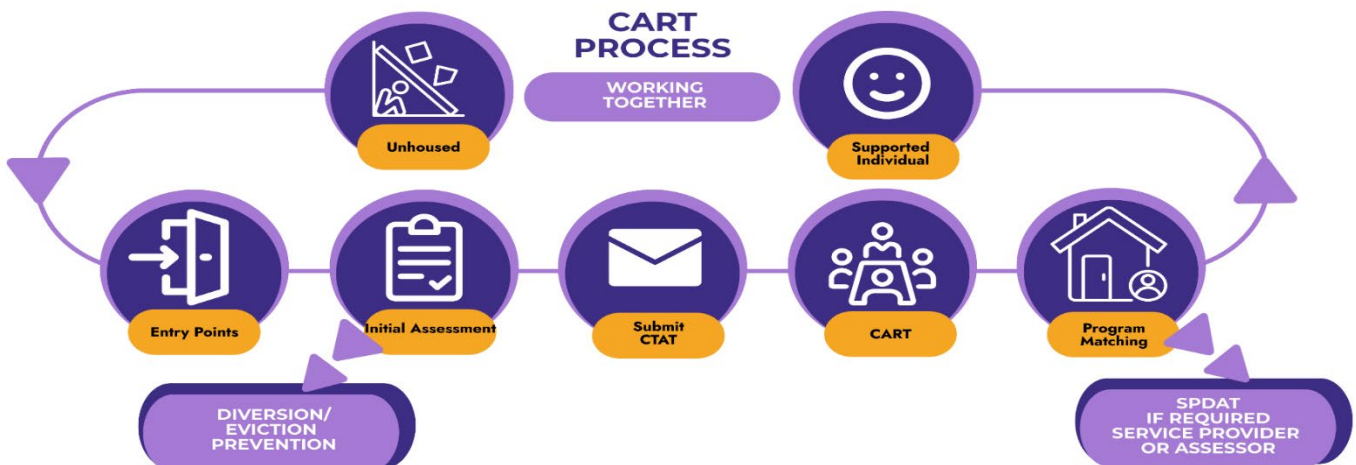 CART
PROCESS
WORKING
TOGETHER
Unhoused
Supported
Individual
Entry Points
Initial Assessment
Submit
CTAT
CART
Program
Matching
DIVERSION/
EVICTION
PREVENTION
SPDAT
IF REQUIRED
SERVICE PROVIDER
OR ASSESSOR